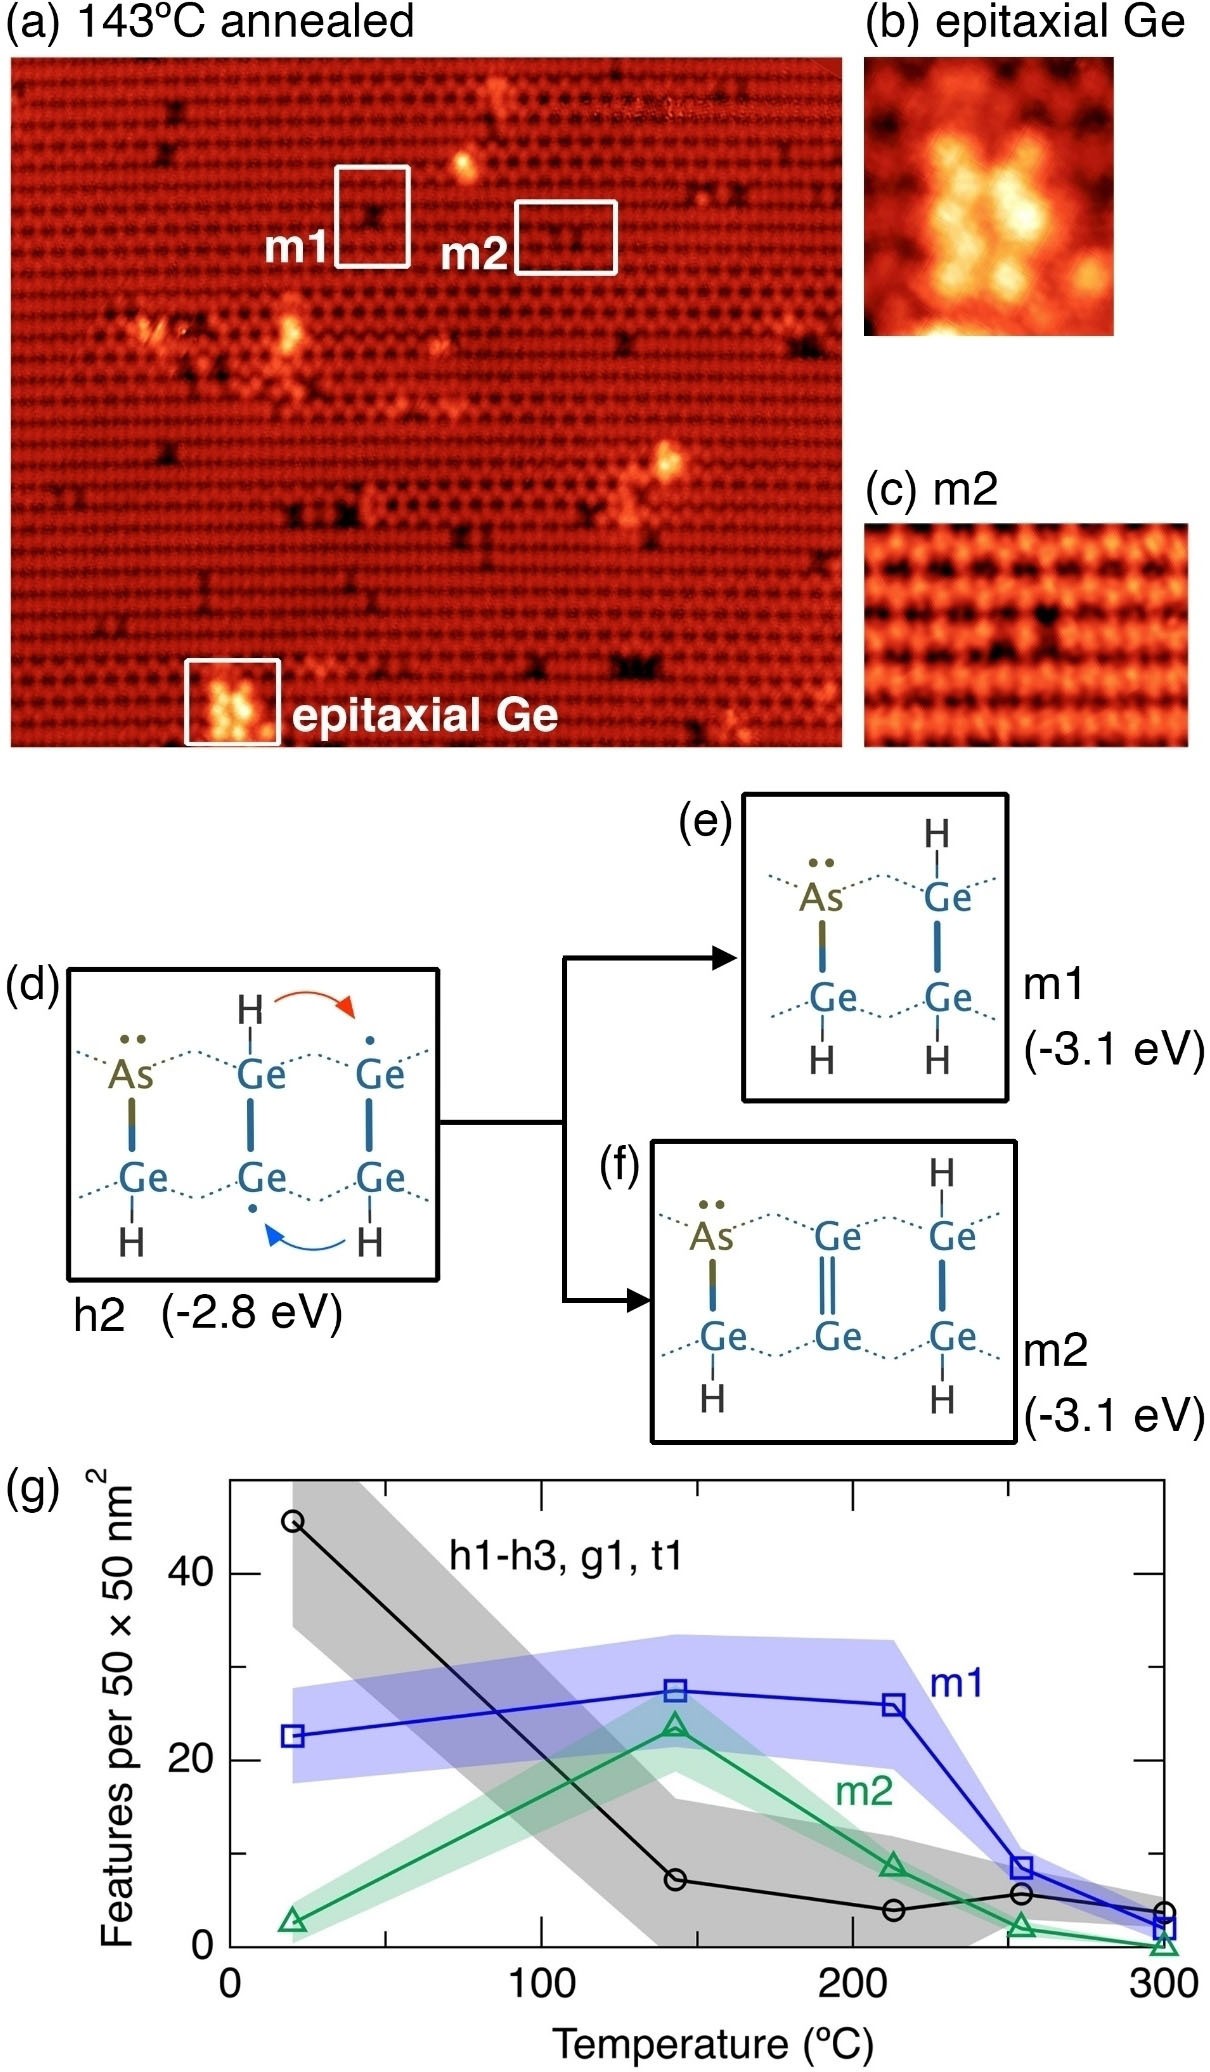 (a) 143ºC annealed
(b) epitaxial Ge
m1
m2
epitaxial Ge
(c) m2
(d)
H
As
Ge
Ge
Ge
Ge
Ge
H
H
h2 (-2.8 eV)
(e)
H
As
Ge
Ge
Ge
H
H
m1
(-3.1 eV)
(f)
H
As
Ge
Ge
Ge
Ge
Ge
H
H
m2
(-3.1 eV)
(g)
Features per 50 × 50 nm²
40
20
0
h1-h3, g1, t1
m1
m2
0
100
200
300
Temperature (ºC)